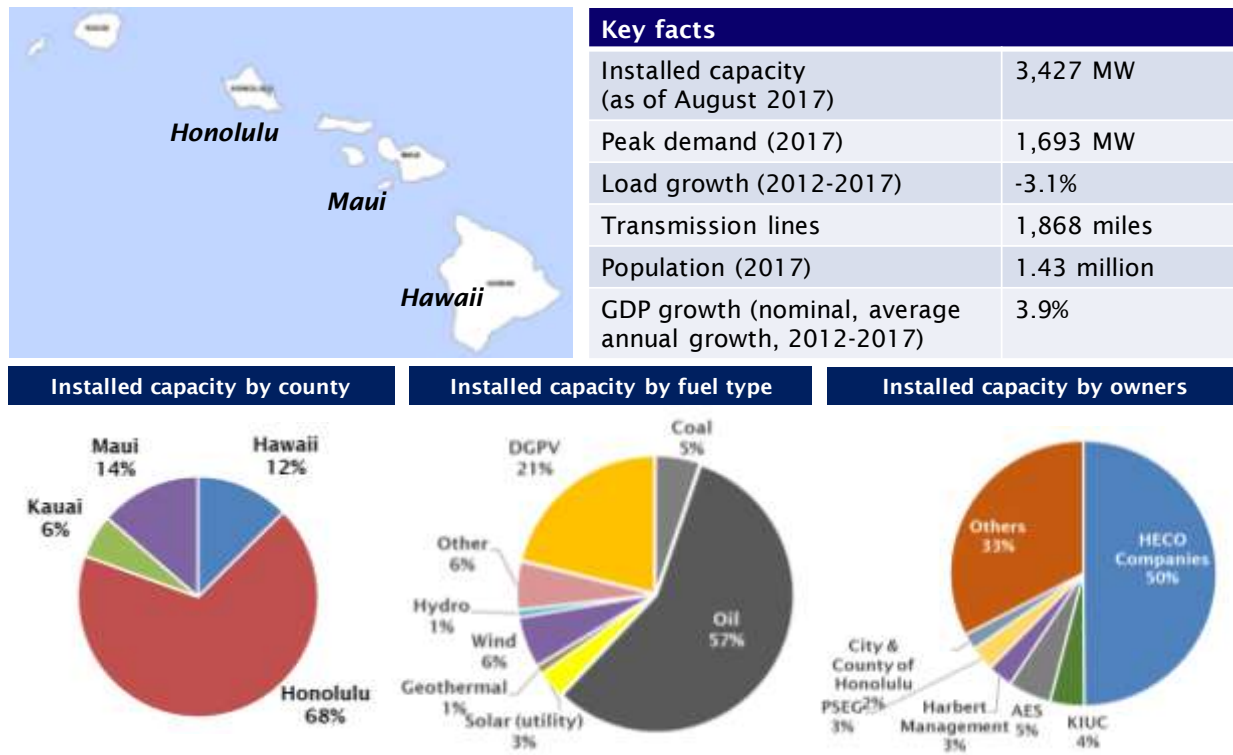 Honolulu
Maui
Hawaii
Key facts
Installed capacity
(as of August 2017)
3,427 MW
Peak demand (2017)
1,693 MW
Load growth (2012-2017)
-3.1%
Transmission lines
1,868 miles
Population (2017)
1.43 million
GDP growth (nominal, average
annual growth, 2012-2017)
3.9%
Installed capacity by county
Maui
14%
Hawaii
12%
Kauai
6%
Honolulu
68%
Installed capacity by fuel type
Coal
5%
DGPV
21%
Other
6%
Hydro
1%
Wind
6%
Geothermal
1%
Solar (utility)
3%
Oil
57%
Installed capacity by owners
Others
33%
HECO
Companies
50%
City &
County of
Honolulu
2%
PSEG
3%
Harbert
Management
3%
AES
5%
KIUC
4%